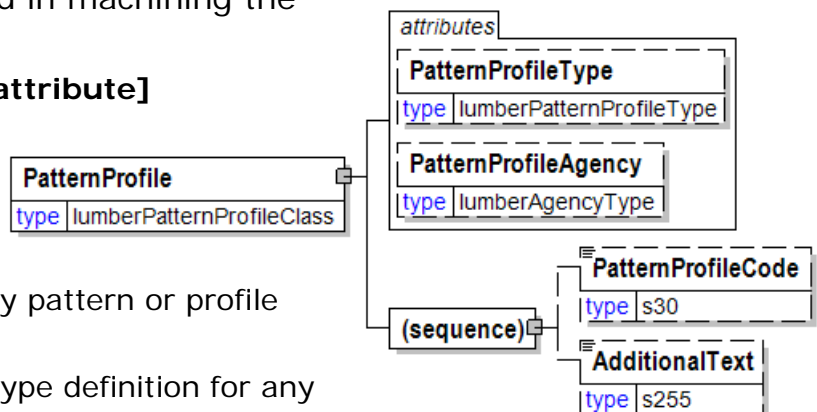 d in machining the
attribute]
y pattern or profile
ype definition for any
attributes
PatternProfileType
type lumberPatternProfileType
PatternProfileAgency
type lumberAgencyType
PatternProfile
type lumberPatternProfileClass
(sequence)
PatternProfileCode
type s30
AdditionalText
type s255